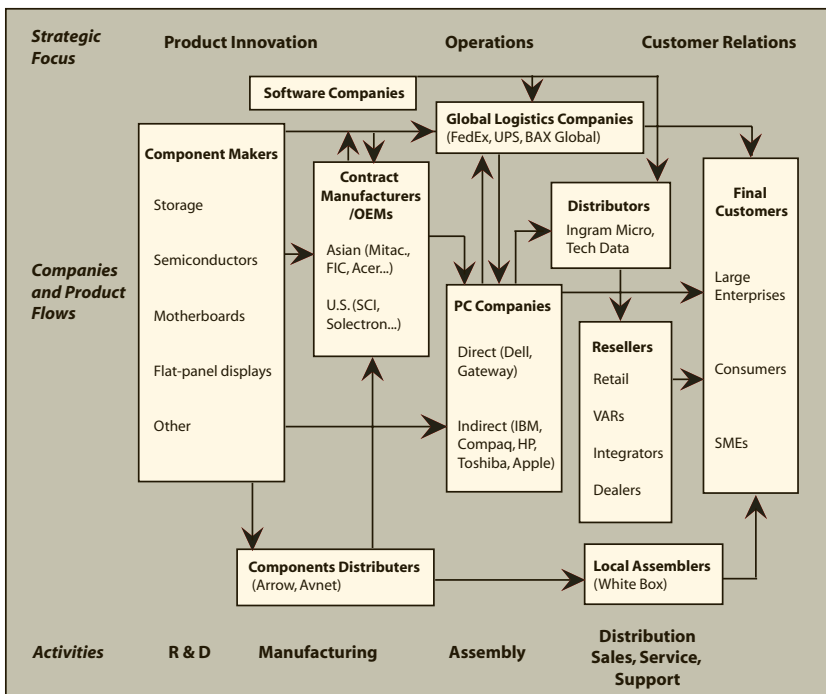 Strategic
Focus
Product Innovation
Operations
Customer Relations
Software Companies
Global Logistics Companies
(FedEx, UPS, BAX Global)
Component Makers
Storage
Semiconductors
Motherboards
Flat-panel displays
Other
Contract
Manufacturers
/OEMs
Asian (Mitac.,
FIC, Acer...)
U.S. (SCI,
Solectron...)
Distributors
Ingram Micro,
Tech Data
Final
Customers
Large
Enterprises
Consumers
SMEs
Companies
and Product
Flows
PC Companies
Direct (Dell,
Gateway)
Indirect (IBM,
Compaq, HP,
Toshiba, Apple)
Resellers
Retail
VARs
Integrators
Dealers
Components Distributers
(Arrow, Avnet)
Local Assemblers
(White Box)
Activities
R & D
Manufacturing
Assembly
Distribution
Sales, Service,
Support